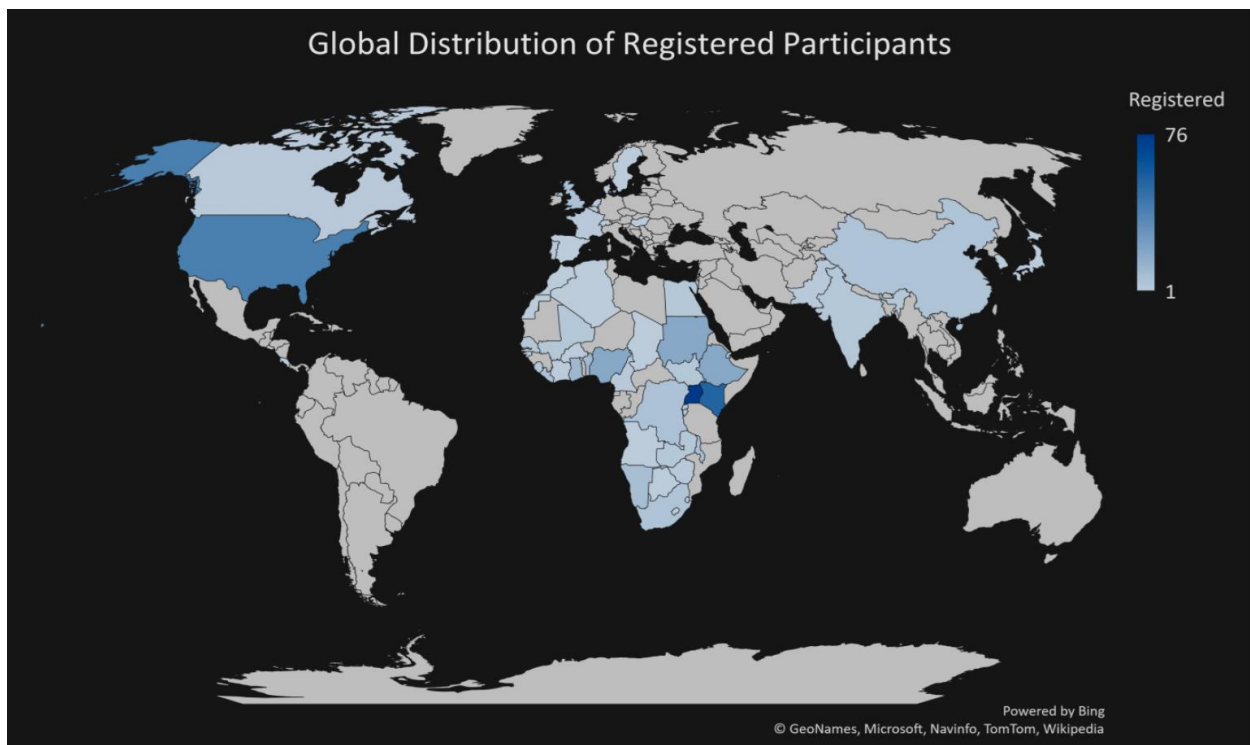 Global Distribution of Registered Participants
Registered
76
1
Powered by Bing
© GeoNames, Microsoft, Navinfo, TomTom, Wikipedia